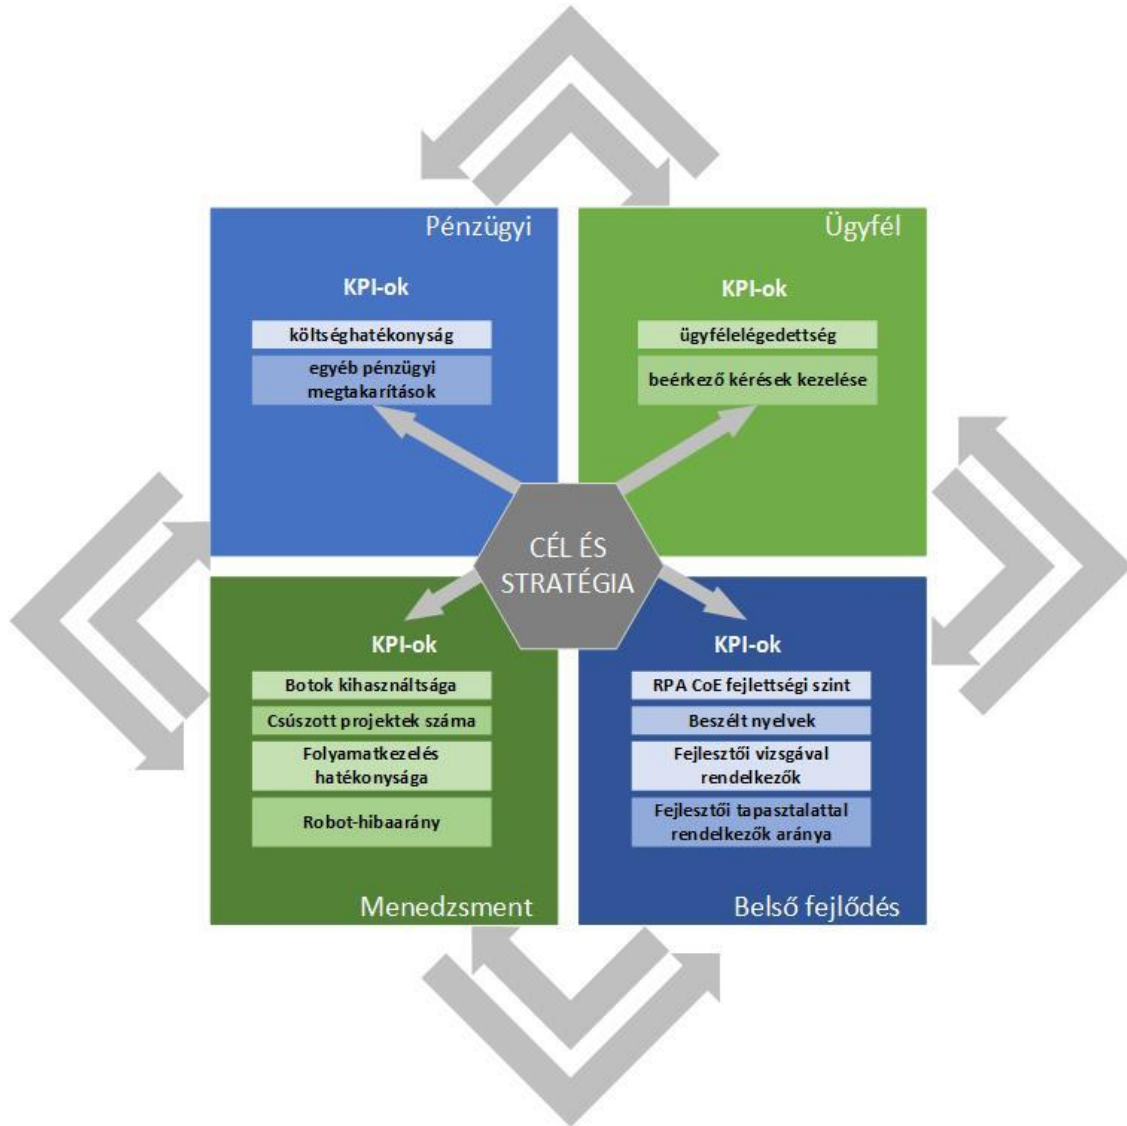 Pénzügyi
KPI-ok
költséghatékonyság
egyéb pénzügyi
megtakarítások
Ügyfél
KPI-ok
ügyfélelégedettség
beérkező kérések kezelése
CÉL ÉS
STRATÉGIA
KPI-ok
Botok kihasználtsága
Csúszott projektek száma
Folyamatkezelés
hatékonysága
Robot-hibaarány
Menedzsment
KPI-ok
RPA CoE fejlettségi szint
Beszélt nyelvek
Fejlesztői vizsgával
rendelkezők
Fejlesztői tapasztalattal
rendelkezők aránya
Belső fejlődés